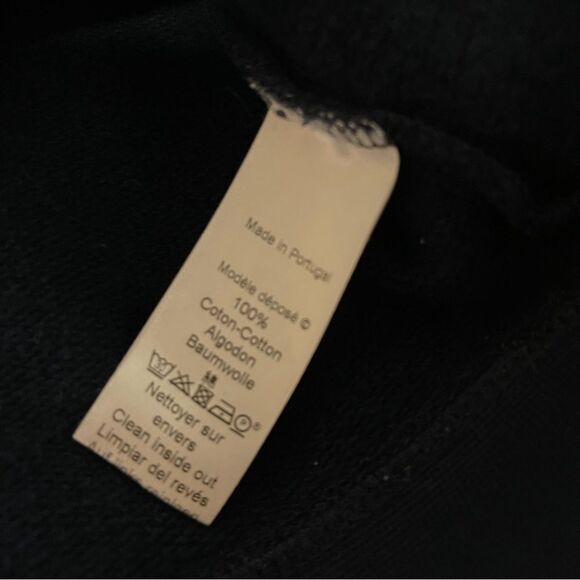 Made in Portugal
Modèle déposé ©
100%
Coton-Cotton
Algodon
Baumwolle
Nettoyer sur
envers
Clean inside out
Limpiar del revés